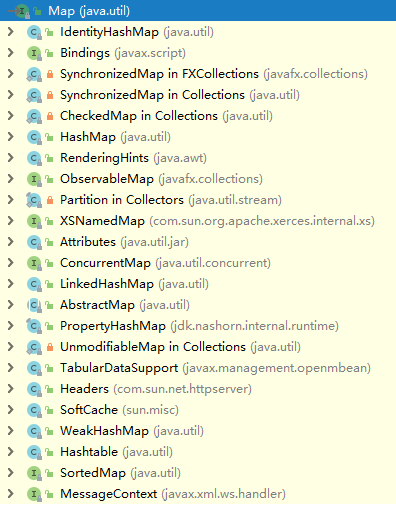 Map (java.util)
IdentityHashMap (java.util)
Bindings (javax.script)
SynchronizedMap in FXCollections (javafx.collections)
SynchronizedMap in Collections (java.util)
CheckedMap in Collections (java.util)
HashMap (java.util)
RenderingHints (java.awt)
ObservableMap (javafx.collections)
Partition in Collectors (java.util.stream)
XSNamedMap (com.sun.org.apache.xerces.internal.xs)
Attributes (java.util.jar)
ConcurrentMap (java.util.concurrent)
LinkedHashMap (java.util)
AbstractMap (java.util)
PropertyHashMap (jdk.nashorn.internal.runtime)
UnmodifiableMap in Collections (java.util)
TabularDataSupport (javax.management.openmbean)
Headers (com.sun.net.httpserver)
SoftCache (sun.misc)
WeakHashMap (java.util)
Hashtable (java.util)
SortedMap (java.util)
MessageContext (javax.xml.ws.handler)